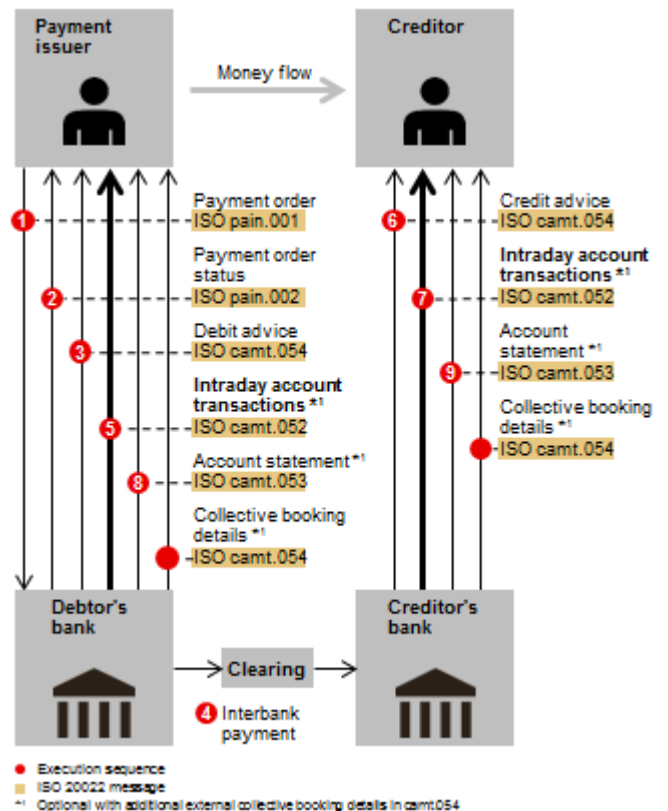 Payment
issuer
Creditor
Money flow
1
Payment order
ISO pain.001
Payment order
status
2
ISO pain.002
3
Debit advice
ISO camt.054
Intraday account
transactions *¹
5
ISO camt.052
Account statement *¹
8
ISO camt.053
Collective booking
details *¹
ISO camt.054
6
Credit advice
ISO camt.054
Intraday account
transactions *¹
7
ISO camt.052
Account
statement *¹
9
ISO camt.053
Collective booking
details *¹
ISO camt.054
Debtor's
bank
Clearing
4 Interbank
payment
Creditor's
bank
Execution sequence
ISO 20022 message
*¹ Optional with additional external collective booking details in camt.054